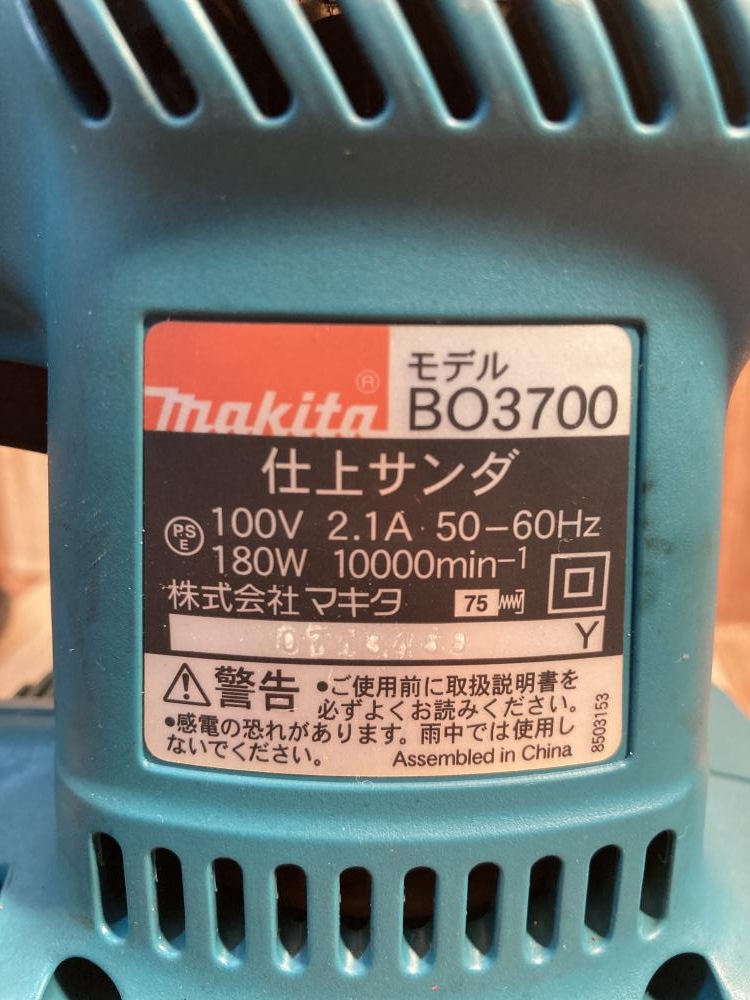 makita®
モデル
BO3700
仕上サンダ
PSE 100V 2.1A 50-60Hz
180W 10000min-1
株式会社マキタ 75
Y
警告 •ご使用前に取扱説明書を
必ずよくお読みください。
•感電の恐れがあります。雨中では使用し
ないでください。
Assembled in China
8503153